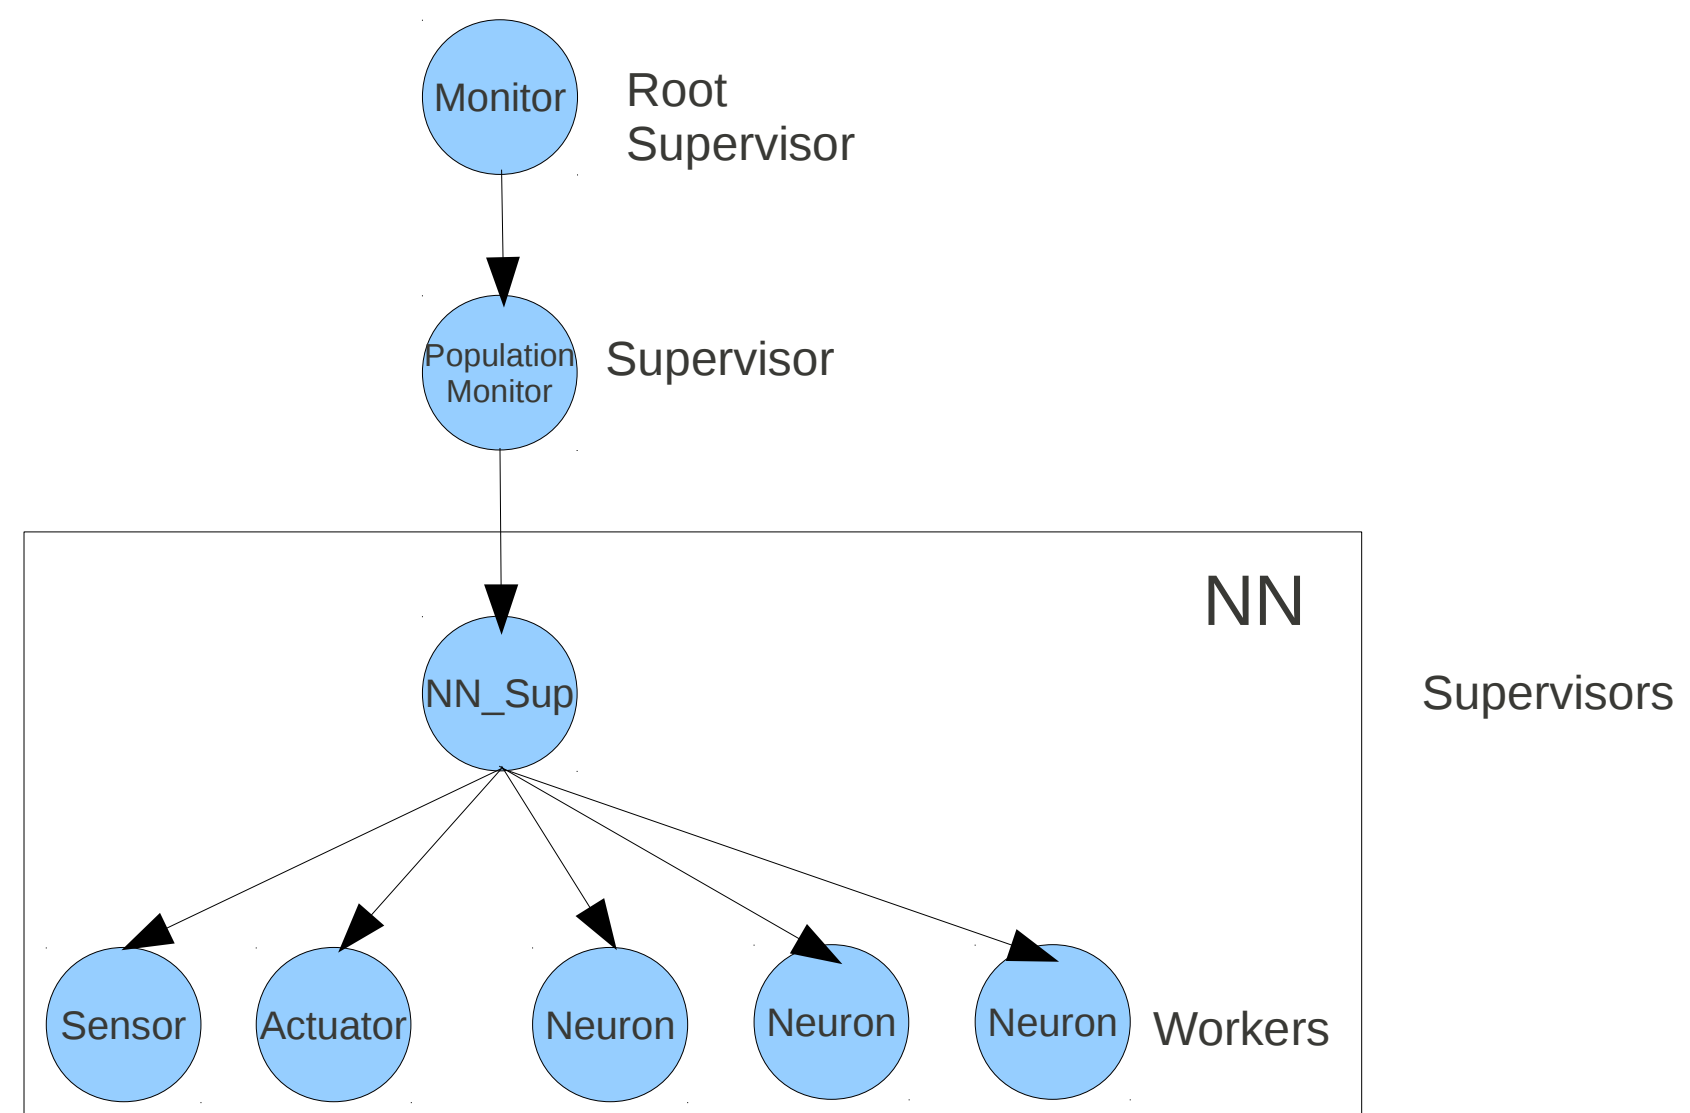 Monitor
Root
Supervisor
Population
Monitor
Supervisor
NN
NN_Sup
Supervisors
Sensor
Actuator
Neuron
Neuron
Neuron
Workers